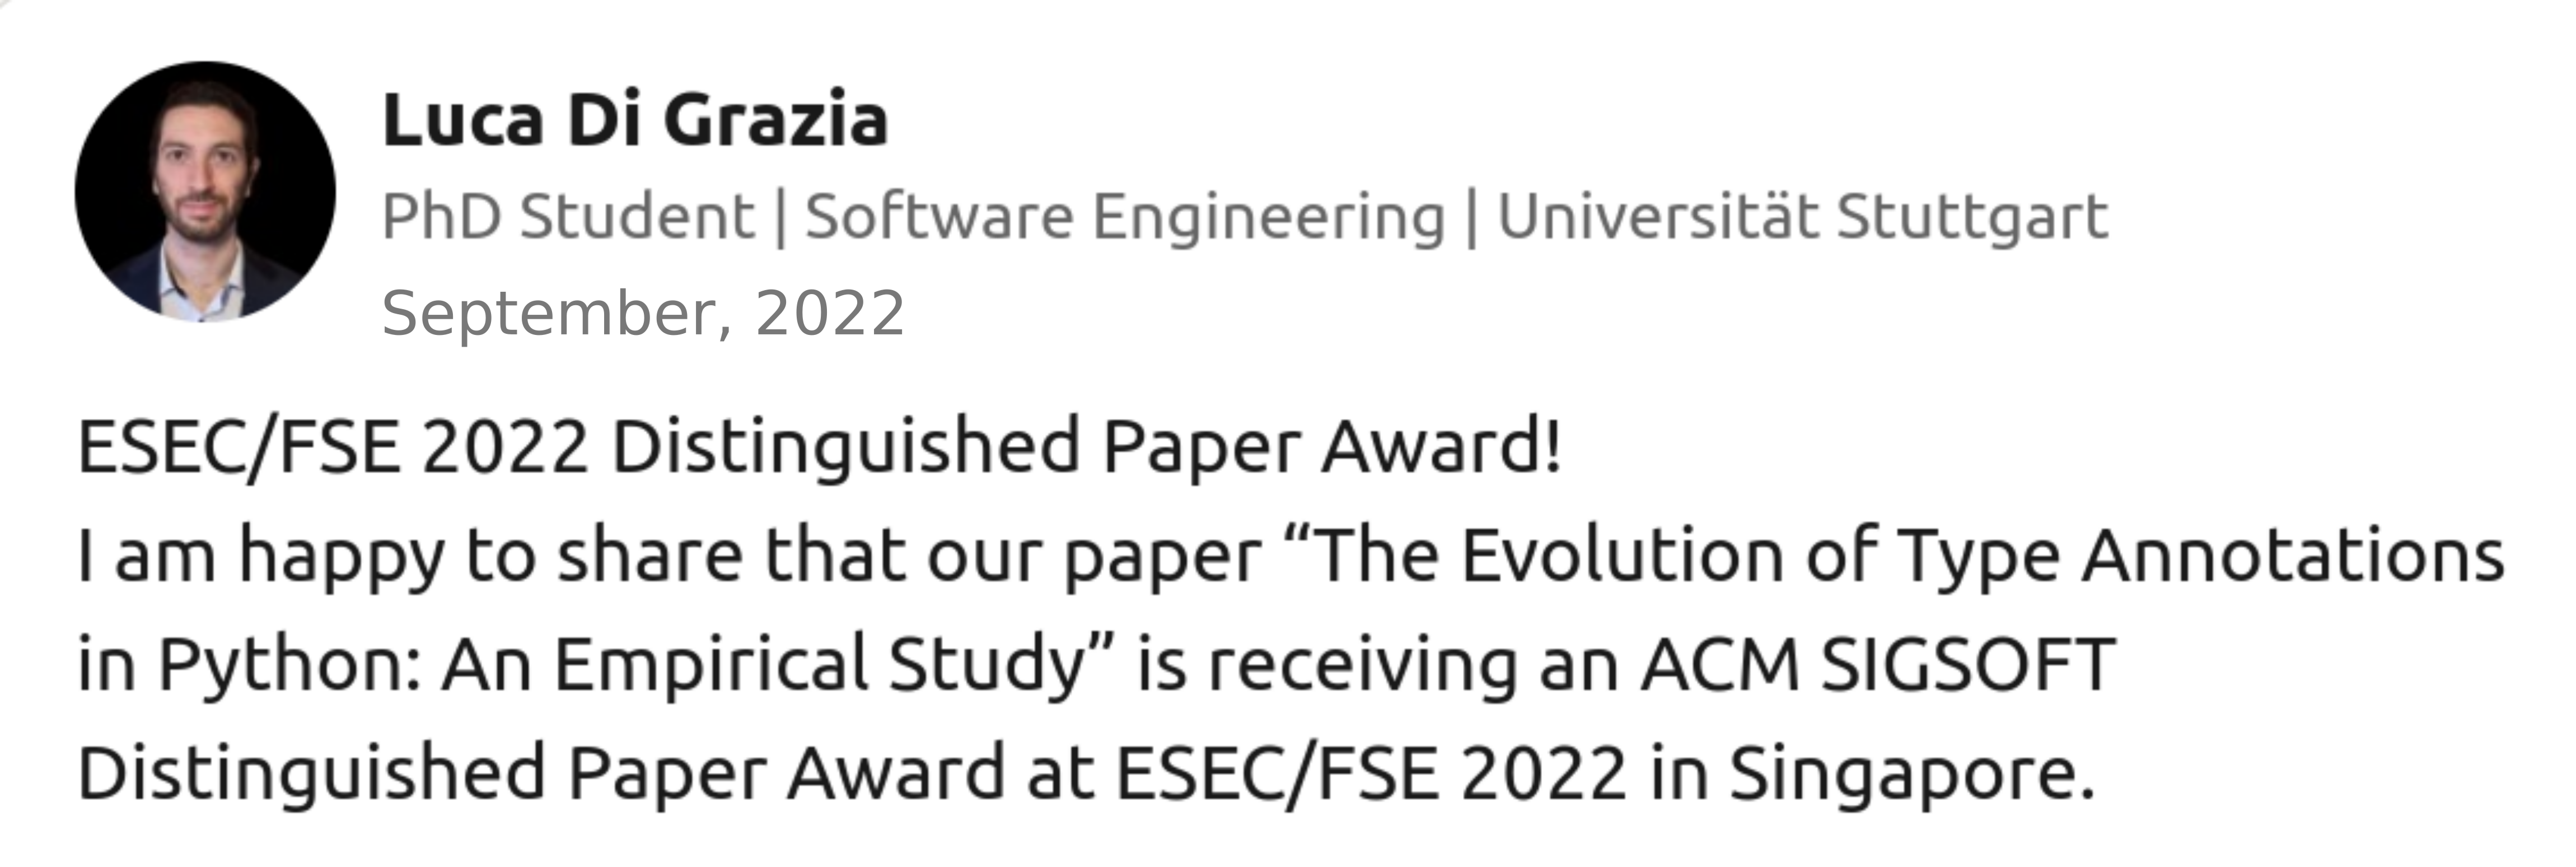 Luca Di Grazia
PhD Student | Software Engineering | Universität Stuttgart
September, 2022
ESEC/FSE 2022 Distinguished Paper Award!
I am happy to share that our paper “The Evolution of Type Annotations
in Python: An Empirical Study” is receiving an ACM SIGSOFT
Distinguished Paper Award at ESEC/FSE 2022 in Singapore.